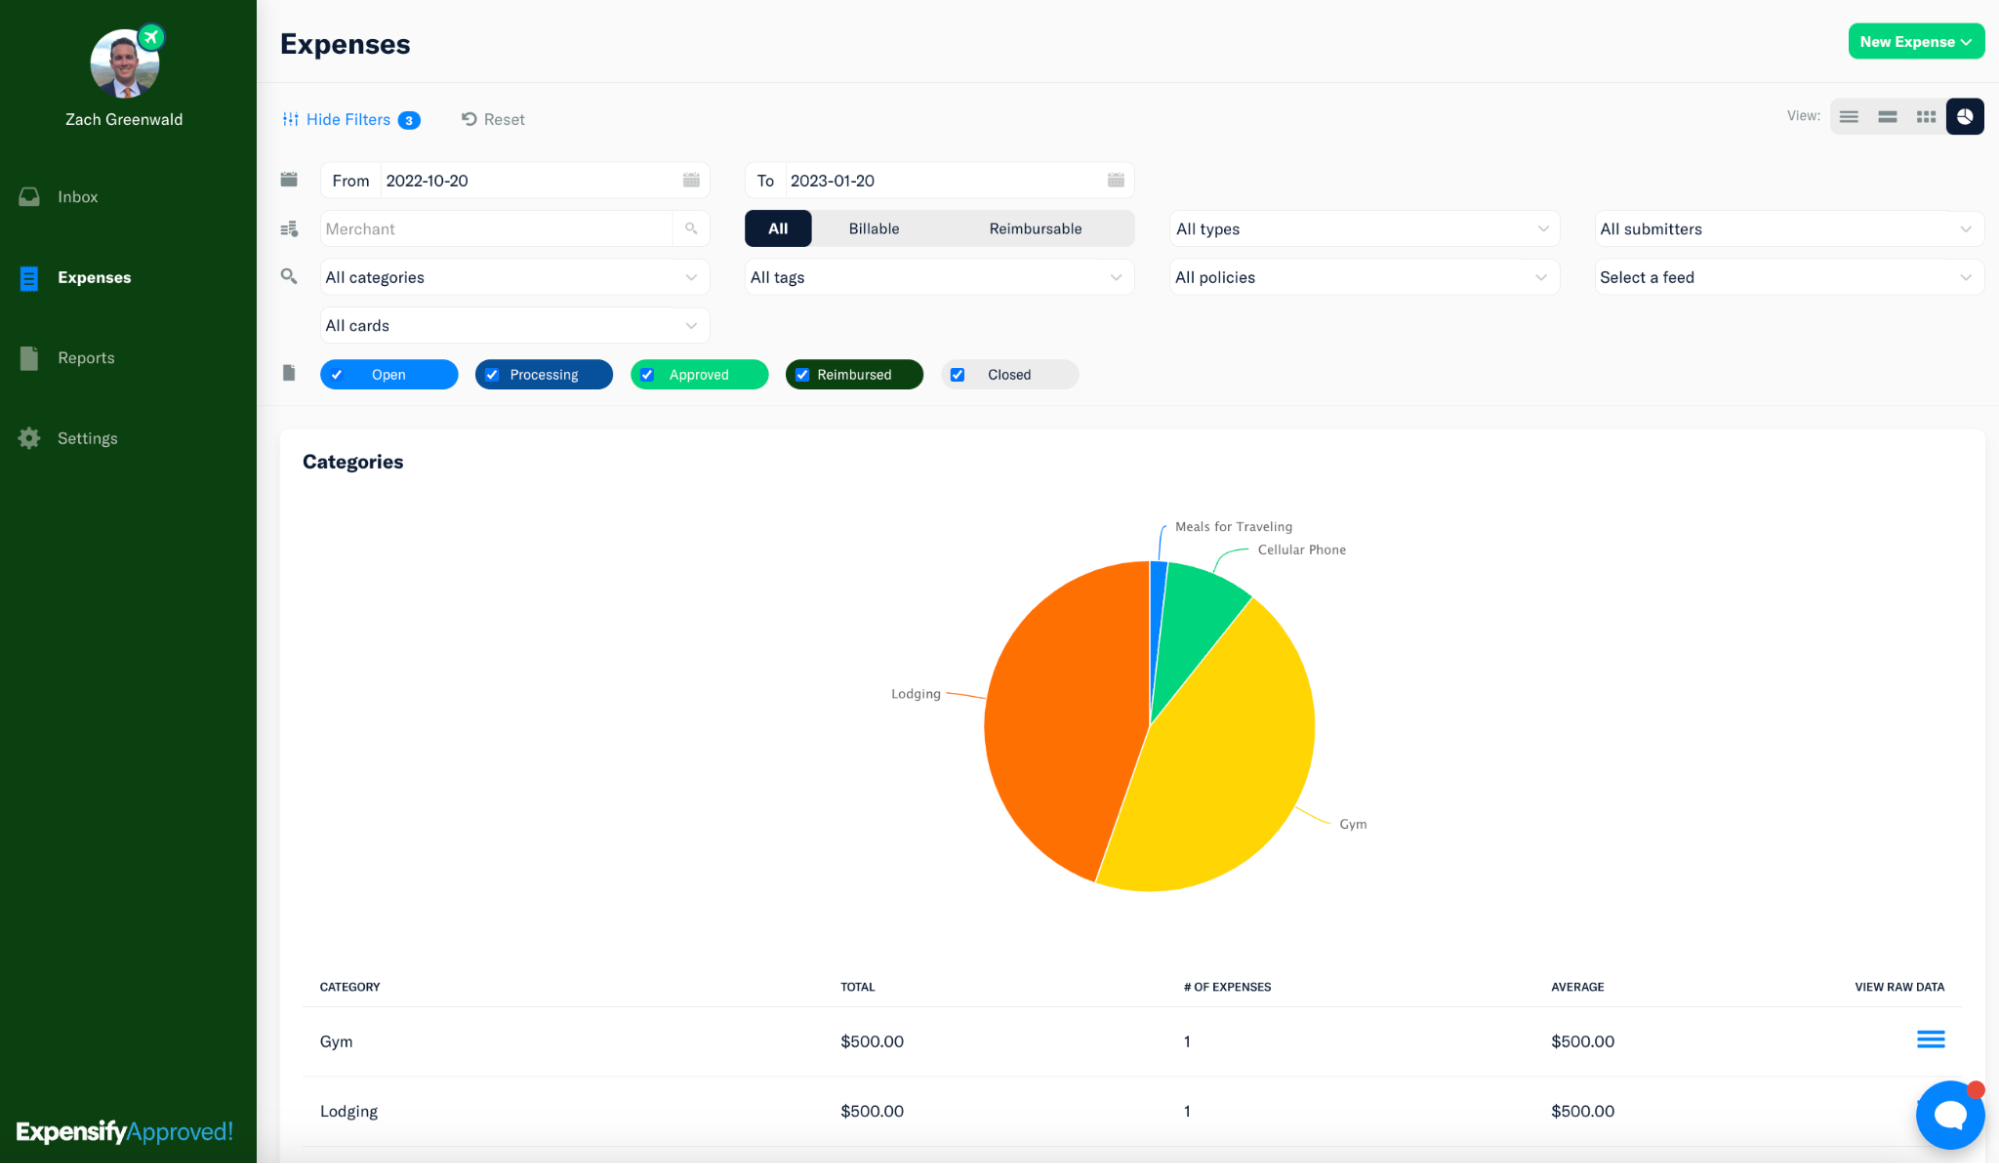 Zach Greenwald
Inbox
Expenses
Reports
Settings
ExpensifyApproved!
Expenses
New Expense
Hide Filters 3
Reset
View:
From 2022-10-20
To 2023-01-20
Merchant
All Billable Reimbursable
All types
All submitters
All categories
All tags
All policies
Select a feed
All cards
Open Processing Approved Reimbursed Closed
Categories
Meals for Traveling
Cellular Phone
Lodging
Gym
CATEGORY TOTAL # OF EXPENSES AVERAGE VIEW RAW DATA
Gym $500.00 1 $500.00
Lodging $500.00 1 $500.00